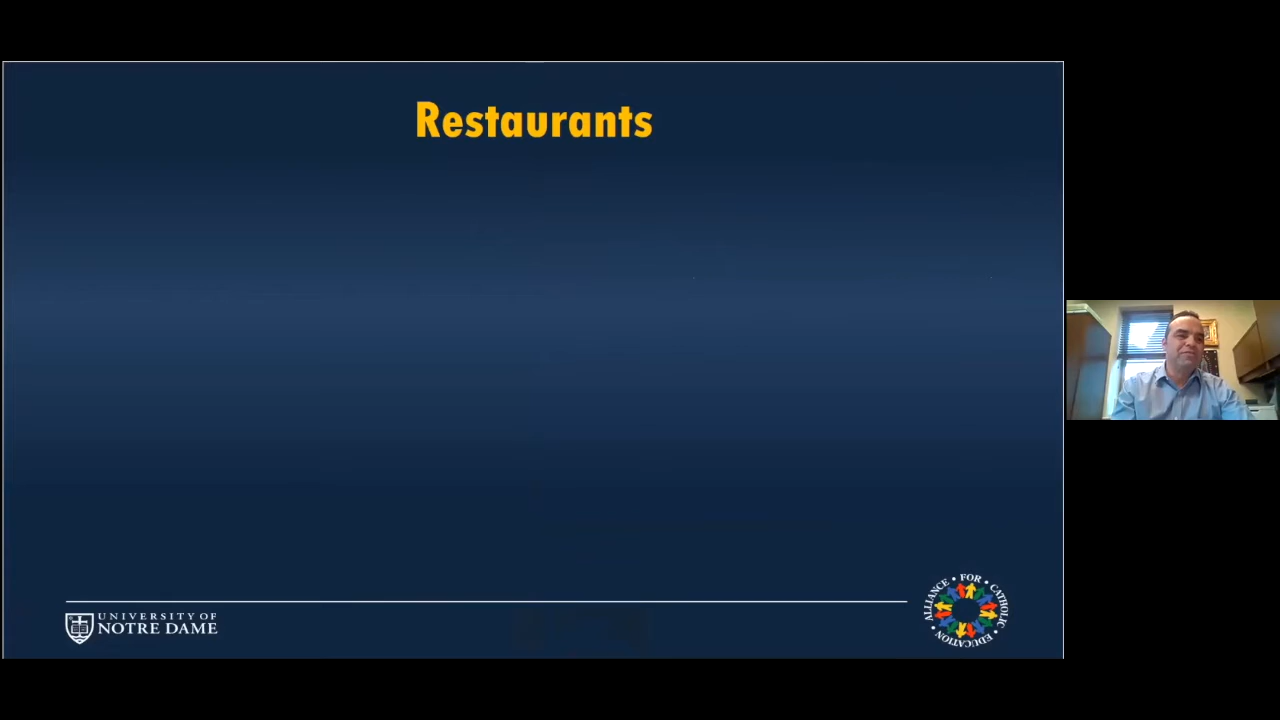 Restaurants
UNIVERSITY OF
NOTRE DAME
ALLIANCE • FOR • CATHOLIC • EDUCATION •